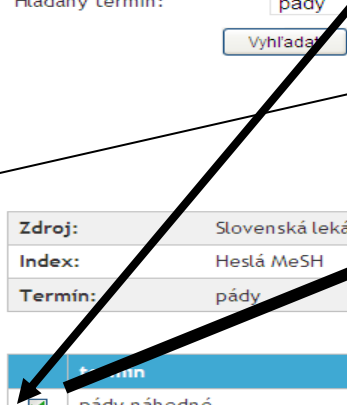 Hľadaný termín: pády
Vyhľadať
Zdroj: Slovenská leká
Index: Heslá MeSH
Termín: pády
termín
pády náhodné